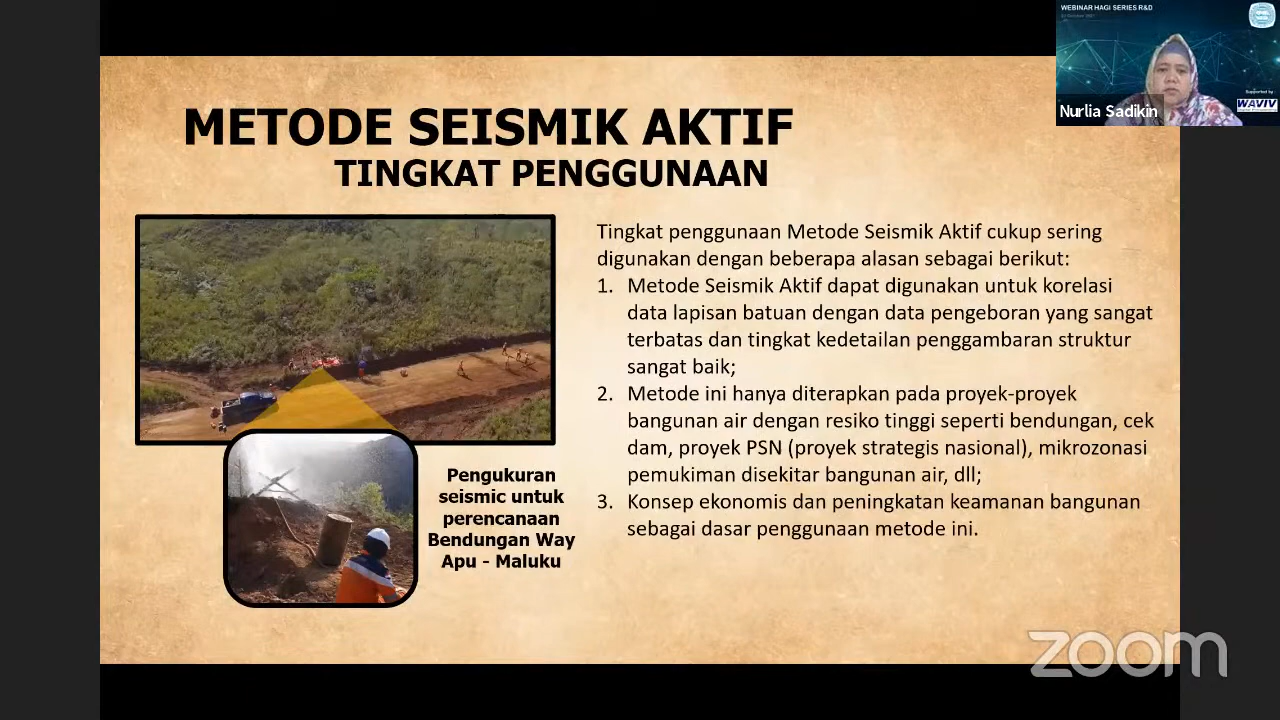 WEBINAR HAGI SERIES R&D
Supported by :
WAVIV
Nurlia Sadikin
METODE SEISMIK AKTIF
TINGKAT PENGGUNAAN
Tingkat penggunaan Metode Seismik Aktif cukup sering
digunakan dengan beberapa alasan sebagai berikut:
1. Metode Seismik Aktif dapat digunakan untuk korelasi
data lapisan batuan dengan data pengeboran yang sangat
terbatas dan tingkat kedetailan penggambaran struktur
sangat baik;
2. Metode ini hanya diterapkan pada proyek-proyek
bangunan air dengan resiko tinggi seperti bendungan, cek
dam, proyek PSN (proyek strategis nasional), mikrozonasi
pemukiman disekitar bangunan air, dll;
3. Konsep ekonomis dan peningkatan keamanan bangunan
sebagai dasar penggunaan metode ini.
Pengukuran
seismic untuk
perencanaan
Bendungan Way
Apu - Maluku
zoom